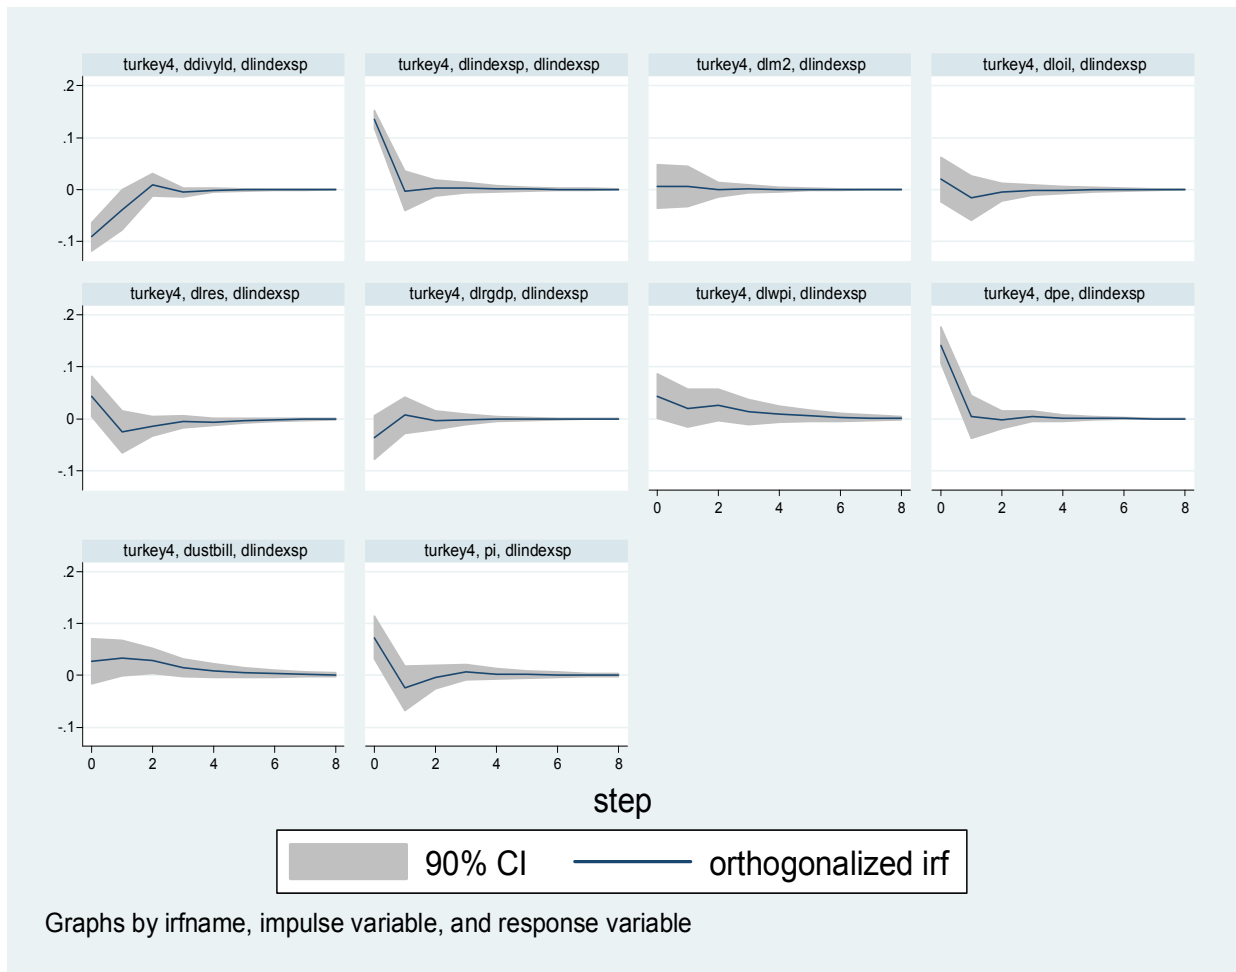 turkey4, ddivyld, dlindexsp
turkey4, dlindexsp, dlindexsp
turkey4, dlm2, dlindexsp
turkey4, dloil, dlindexsp
.2
.1
0
-.1
turkey4, dlres, dlindexsp
turkey4, dlrgdp, dlindexsp
turkey4, dlwpi, dlindexsp
turkey4, dpe, dlindexsp
.2
.1
0
-.1
0 2 4 6 8
0 2 4 6 8
turkey4, dustbill, dlindexsp
turkey4, pi, dlindexsp
.2
.1
0
-.1
0 2 4 6 8
0 2 4 6 8
step
90% CI
orthogonalized irf
Graphs by irfname, impulse variable, and response variable